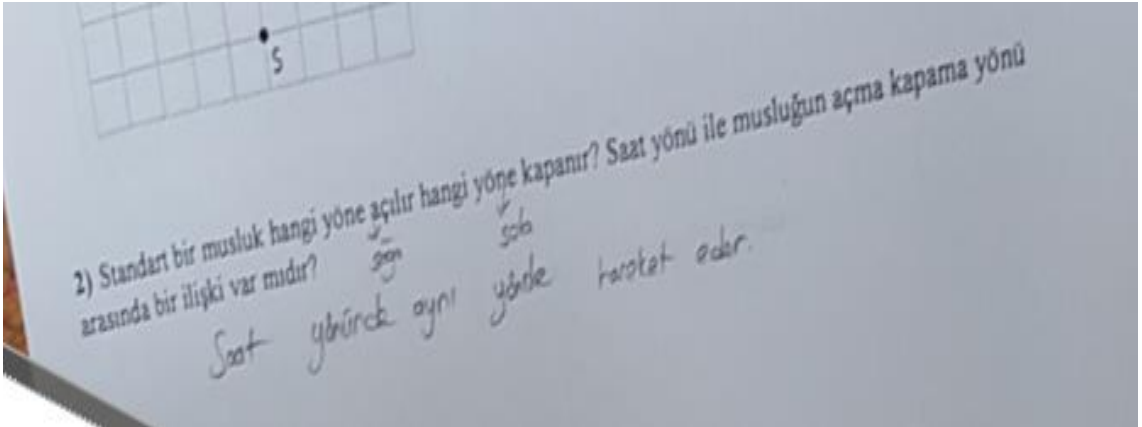 S
2) Standart bir musluk hangi yöne açılır hangi yöne kapanır? Saat yönü ile musluğun açma kapama yönü
arasında bir ilişki var mıdır?
sağa
sola
Saat yönünde aynı yönde hareket eder.